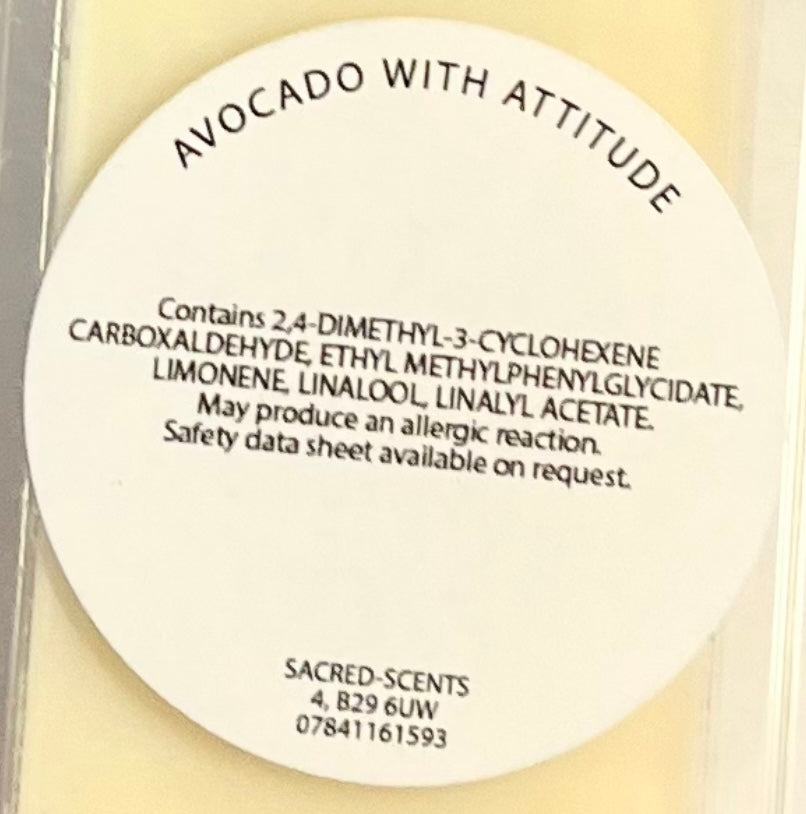 AVOCADO WITH ATTITUDE
Contains 2,4-DIMETHYL-3-CYCLOHEXENE
CARBOXALDEHYDE, ETHYL METHYLPHENYLGLYCIDATE,
LIMONENE, LINALOOL, LINALYL ACETATE.
May produce an allergic reaction.
Safety data sheet available on request.
SACRED-SCENTS
4, B29 6UW
07841161593